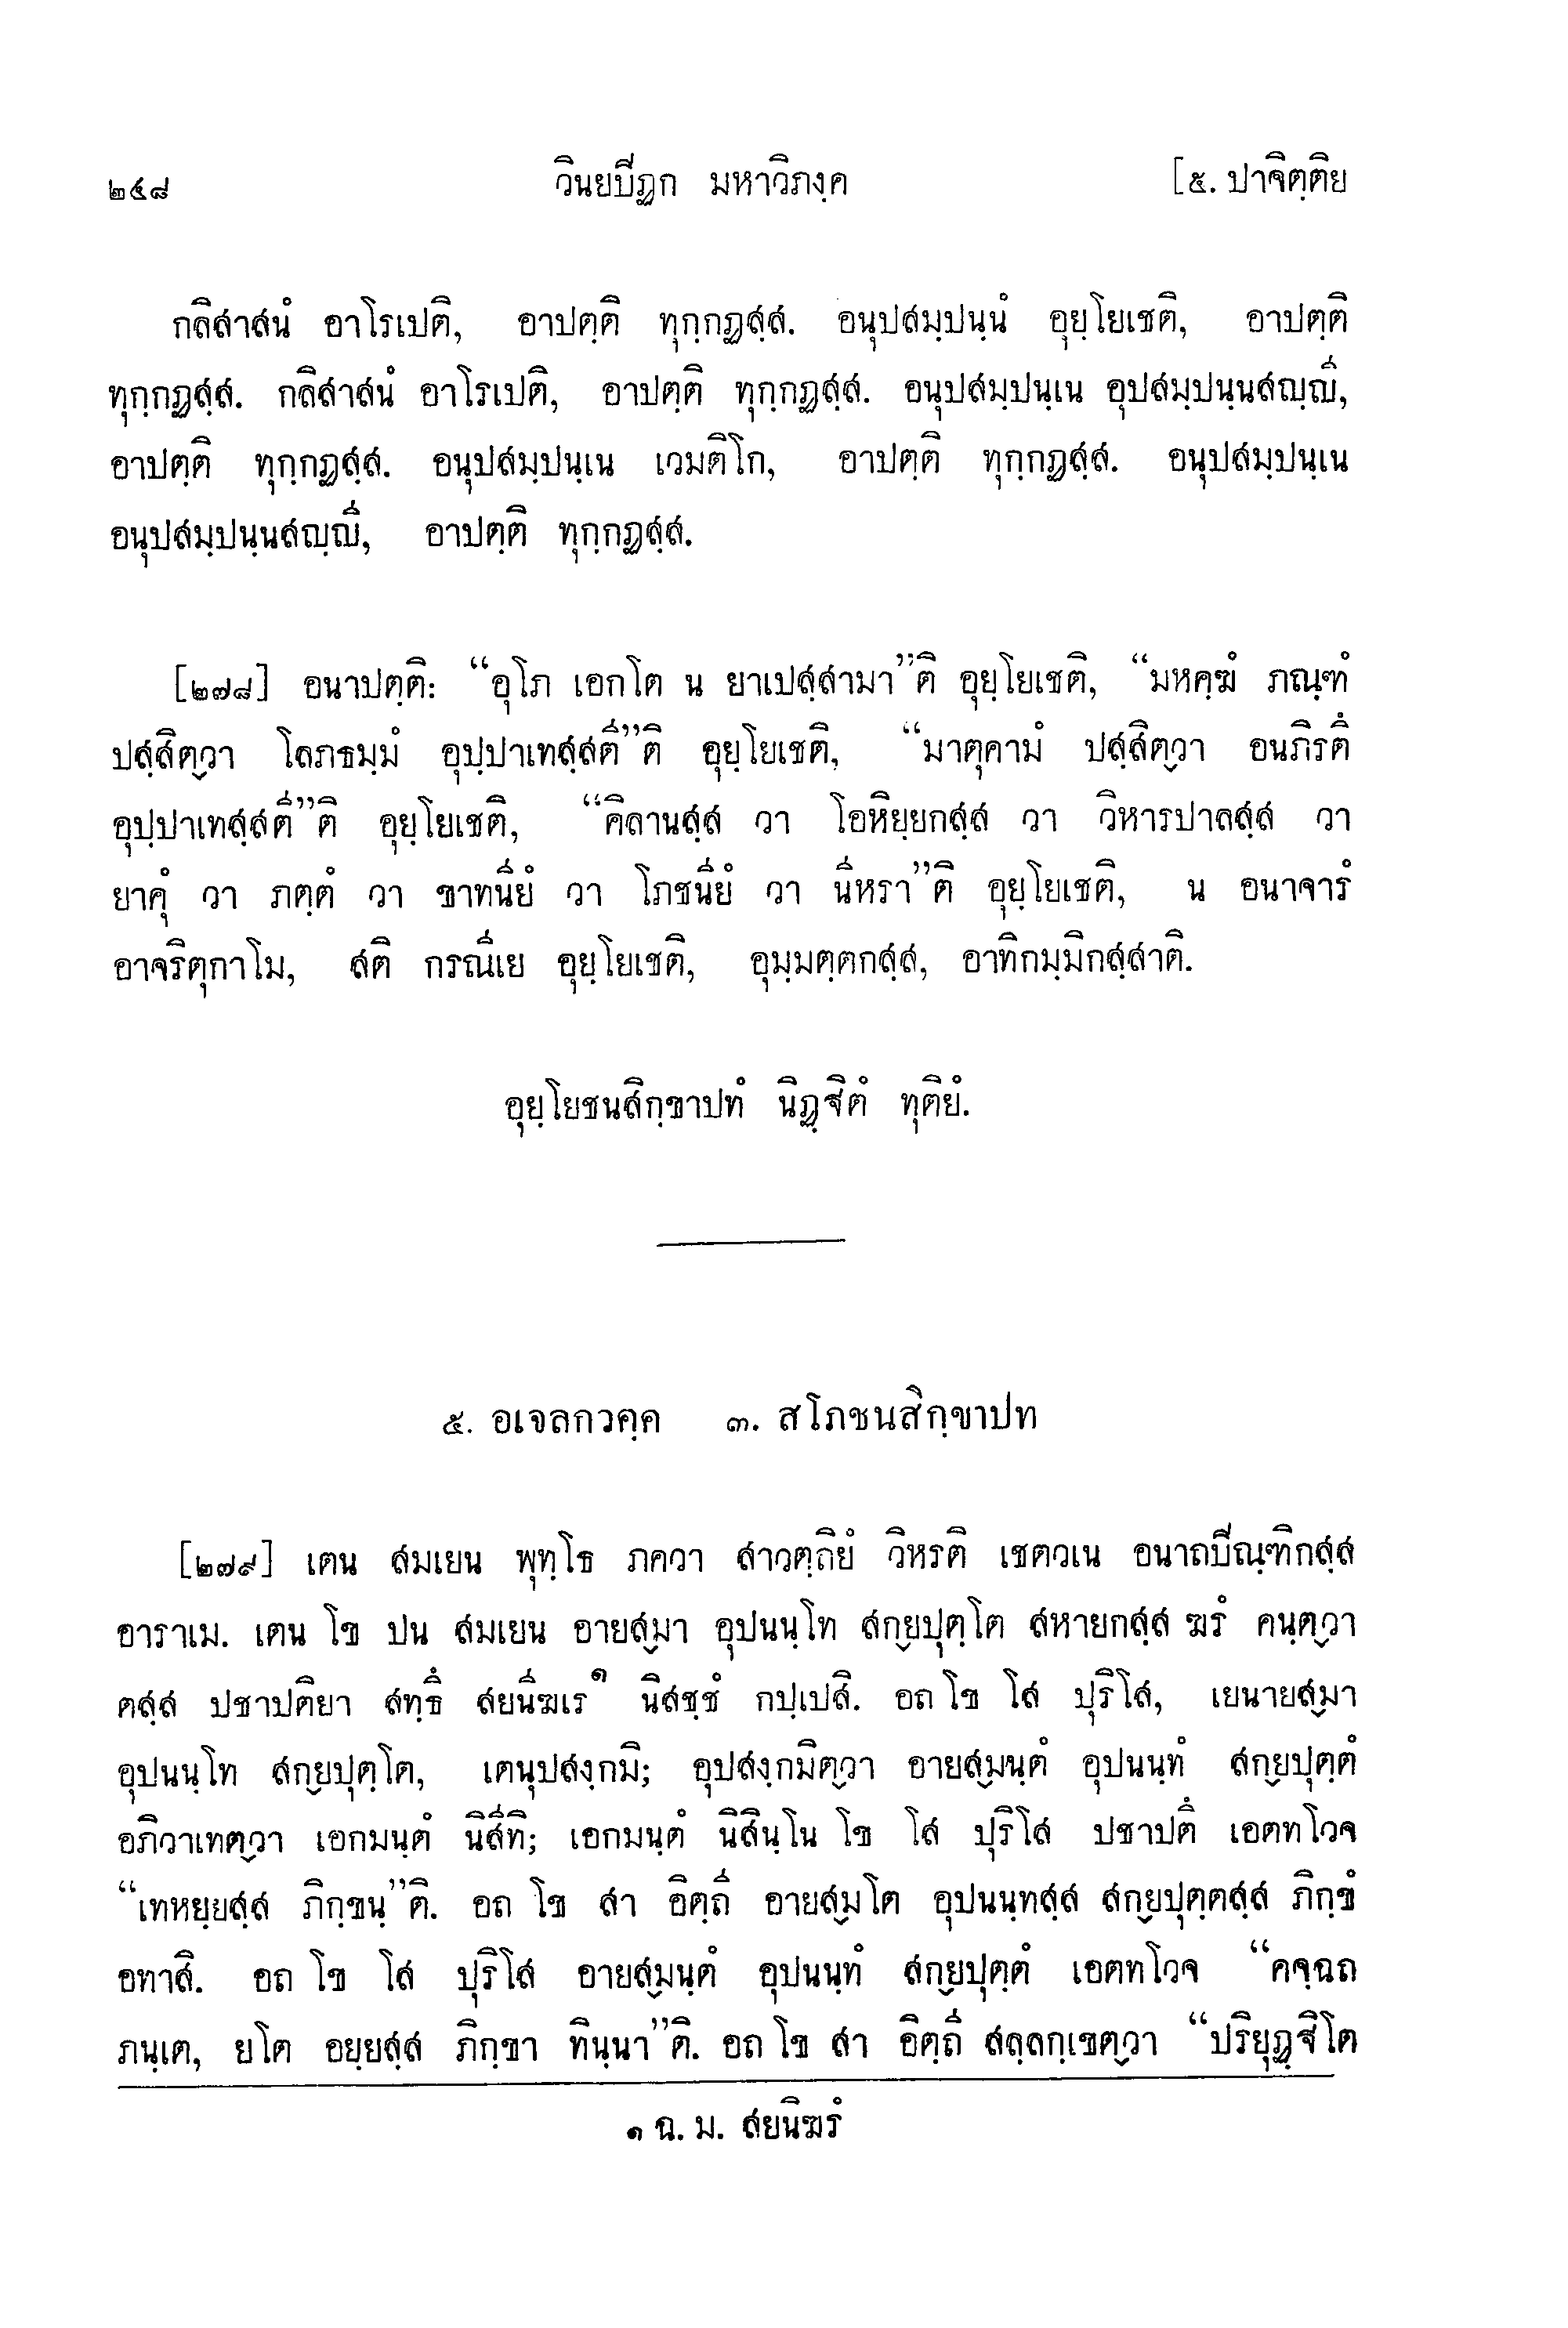 ๒๔๘ วินยปีฏก มหาวิภงฺค [๕. ปาจิตฺติย
กลิสาสนํ อาโรเปติ, อาปตฺติ ทุกฺกฏสฺส. อนุปสมฺปนฺนํ อุยฺโยเชติ, อาปตฺติ
ทุกฺกฏสฺส. กลิสาสนํ อาโรเปติ, อาปตฺติ ทุกฺกฏสฺส. อนุปสมฺปนฺเน อุปสมฺปนฺนสญฺญี,
อาปตฺติ ทุกฺกฏสฺส. อนุปสมฺปนฺเน เวมติโก, อาปตฺติ ทุกฺกฏสฺส. อนุปสมฺปนฺเน
อนุปสมฺปนฺนสญฺญี, อาปตฺติ ทุกฺกฏสฺส.
[๒๗๘] อนาปตฺติ: “อุโภ เอกโต น ยาเปสฺสามา”ติ อุยฺโยเชติ, “มหคฺฆํ ภณฺฑํ
ปสฺสิตฺวา โลภธมฺมํ อุปฺปาเทสฺสตี”ติ อุยฺโยเชติ, “มาตุคามํ ปสฺสิตฺวา อนภิรตึ
อุปฺปาเทสฺสตี”ติ อุยฺโยเชติ, “คิลานสฺส วา โอหิยฺยกสฺส วา วิหารปาลสฺส วา
ยาคุํ วา ภตฺตํ วา ขาทนียํ วา โภชนียํ วา นีหรา”ติ อุยฺโยเชติ, น อนาจารํ
อาจริตุกาโม, สติ กรณีเย อุยฺโยเชติ, อุมฺมตฺตกสฺส, อาทิกมฺมิกสฺสาติ.
อุยฺโยชนสิกฺขาปทํ นิฏฺฐิตํ ทุติยํ.
๕. อเจลกวคฺค ๓. สโภชนสิกฺขาปท
[๒๗๙] เตน สมเยน พุทฺโธ ภควา สาวตฺถิยํ วิหรติ เชตวเน อนาถปีณฺฑิกสฺส
อาราเม. เตน โข ปน สมเยน อายสฺมา อุปนนฺโท สกฺยปุตฺโต สหายกสฺส ฆรํ คนฺตฺวา
ตสฺส ปชาปติยา สทฺธึ สยนีฆเร๑ นิสชฺชํ กปฺเปสิ. อถ โข โส ปุริโส, เยนายสฺมา
อุปนนฺโท สกฺยปุตฺโต, เตนุปสงฺกมิ; อุปสงฺกมิตฺวา อายสฺมนฺตํ อุปนนฺทํ สกฺยปุตฺตํ
อภิวาเทตฺวา เอกมนฺตํ นิสีทิ; เอกมนฺตํ นิสินฺโน โข โส ปุริโส ปชาปตึ เอตทโวจ
“เทหยฺยสฺส ภิกฺขนฺ”ติ. อถ โข สา อิตฺถี อายสฺมโต อุปนนฺทสฺส สกฺยปุตฺตสฺส ภิกฺขํ
อทาสิ. อถ โข โส ปุริโส อายสฺมนฺตํ อุปนนฺทํ สกฺยปุตฺตํ เอตทโวจ “คจฺฉถ
ภนฺเต, ยโต อยฺยสฺส ภิกฺขา ทินฺนา”ติ. อถ โข สา อิตฺถี สลฺลกฺเขตฺวา “ปริยุฏฺฐิโต
๑ ฉ. ม. สยนิฆรํ